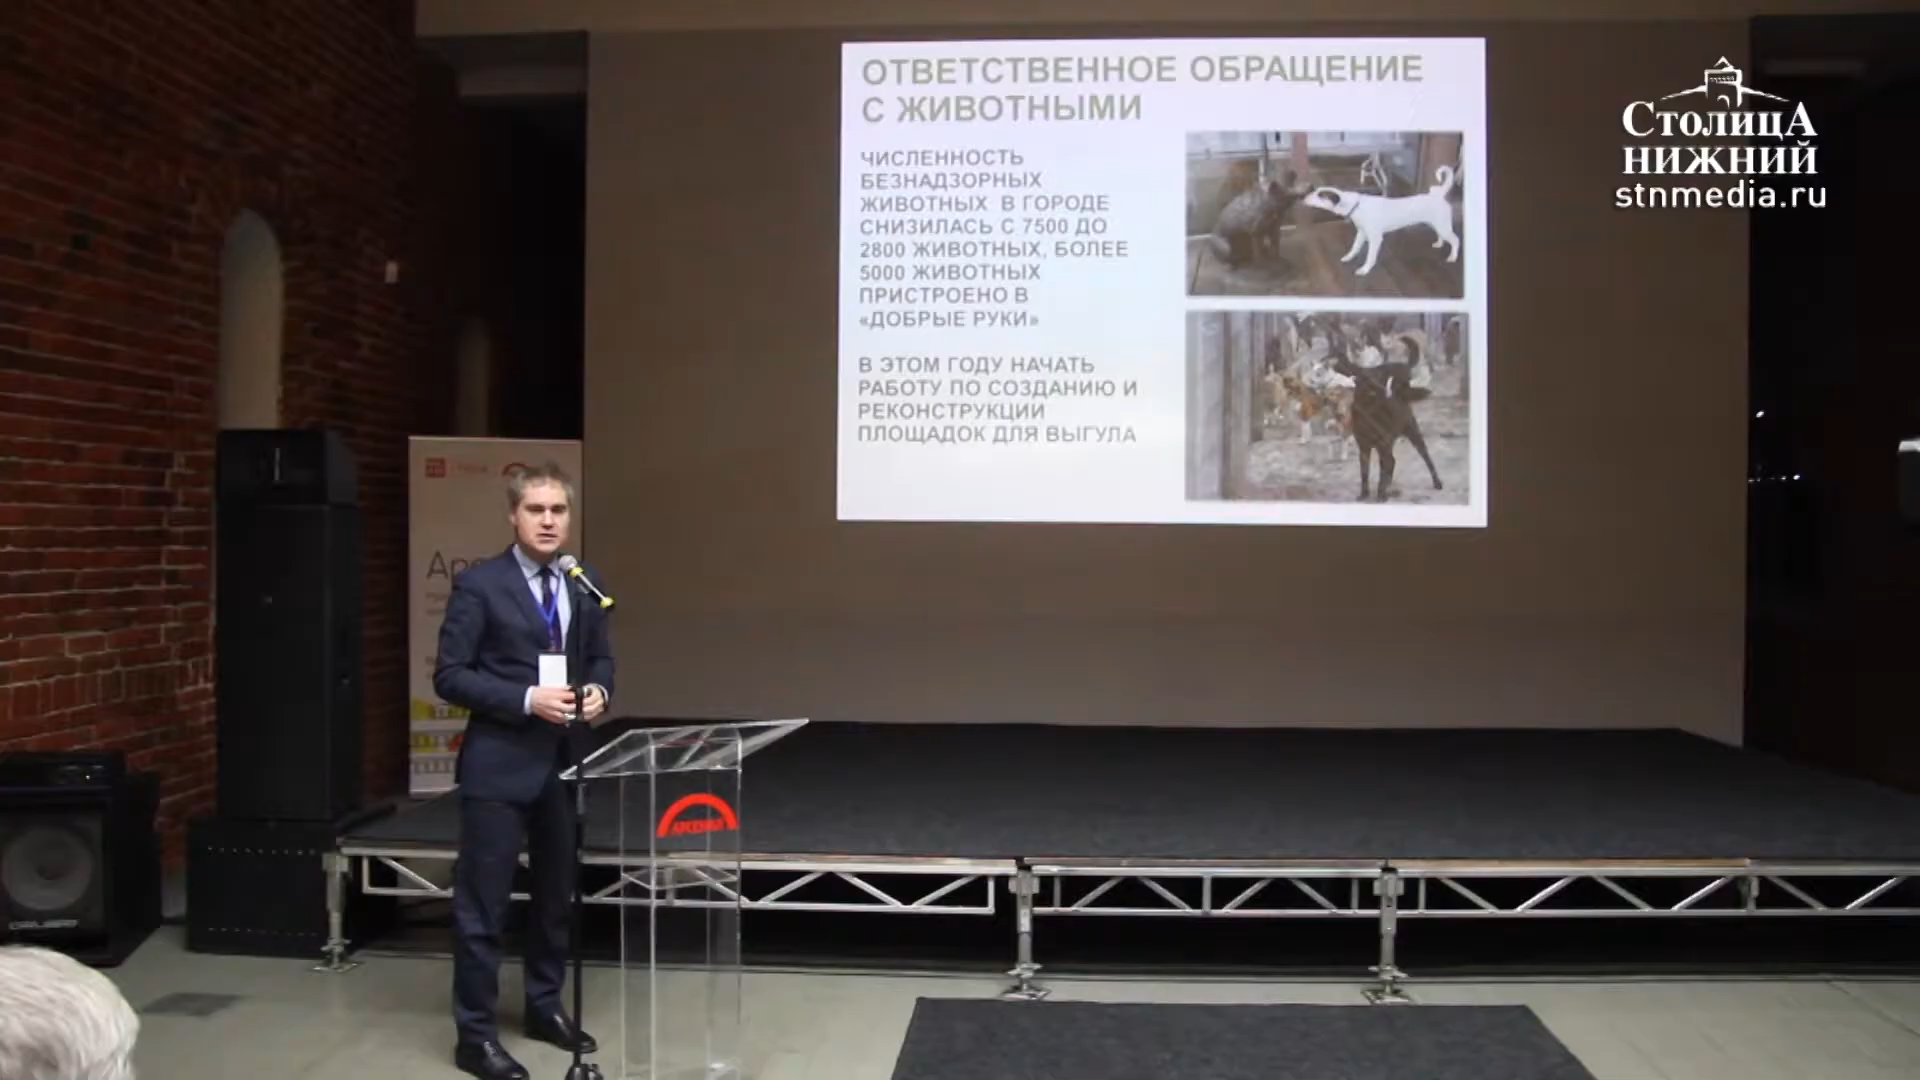 ОТВЕТСТВЕННОЕ ОБРАЩЕНИЕ
С ЖИВОТНЫМИ
ЧИСЛЕННОСТЬ
БЕЗНАДЗОРНЫХ
ЖИВОТНЫХ В ГОРОДЕ
СНИЗИЛАСЬ С 7500 ДО
2800 ЖИВОТНЫХ, БОЛЕЕ
5000 ЖИВОТНЫХ
ПРИСТРОЕНО В
«ДОБРЫЕ РУКИ»
В ЭТОМ ГОДУ НАЧАТЬ
РАБОТУ ПО СОЗДАНИЮ И
РЕКОНСТРУКЦИИ
ПЛОЩАДОК ДЛЯ ВЫГУЛА
СТОЛИЦА
НИЖНИЙ
stnmedia.ru
АРСЕНАЛ